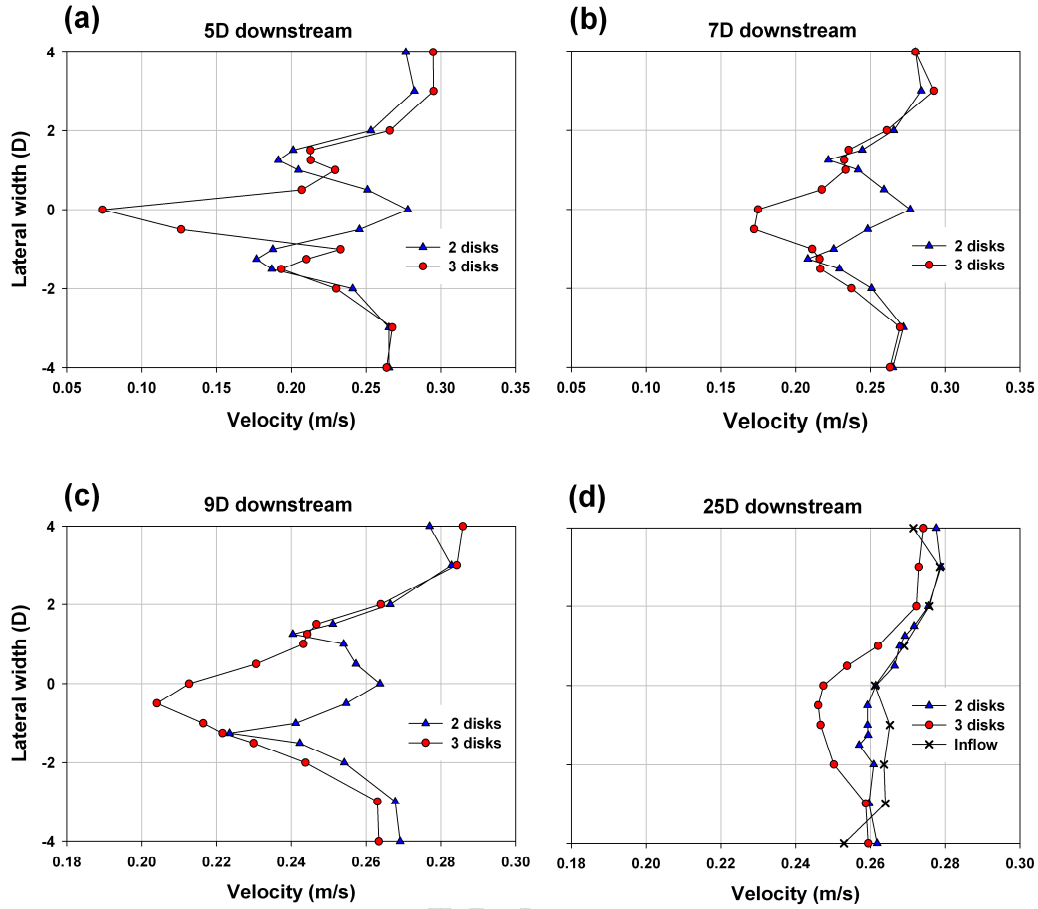 (a)
5D downstream
4
2
0
-2
-4
Lateral width (D)
2 disks
3 disks
0.05 0.10 0.15 0.20 0.25 0.30 0.35
Velocity (m/s)
(b)
7D downstream
2 disks
3 disks
0.05 0.10 0.15 0.20 0.25 0.30 0.35
Velocity (m/s)
(c)
9D downstream
4
2
0
-2
-4
Lateral width (D)
2 disks
3 disks
0.18 0.20 0.22 0.24 0.26 0.28 0.30
Velocity (m/s)
(d)
25D downstream
2 disks
3 disks
Inflow
0.18 0.20 0.22 0.24 0.26 0.28 0.30
Velocity (m/s)